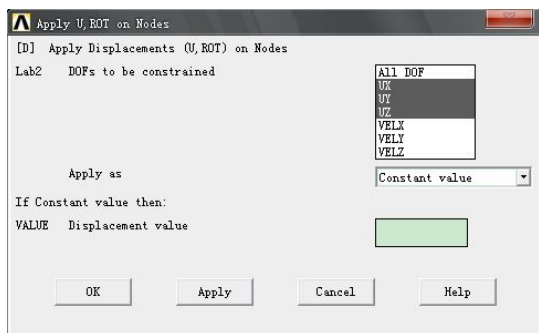 Apply U,ROT on Nodes
[D] Apply Displacements (U,ROT) on Nodes
Lab2 DOFs to be constrained
All DOF
UX
UY
UZ
VELX
VELY
VELZ
Apply as
Constant value
If Constant value then:
VALUE Displacement value
OK Apply Cancel Help